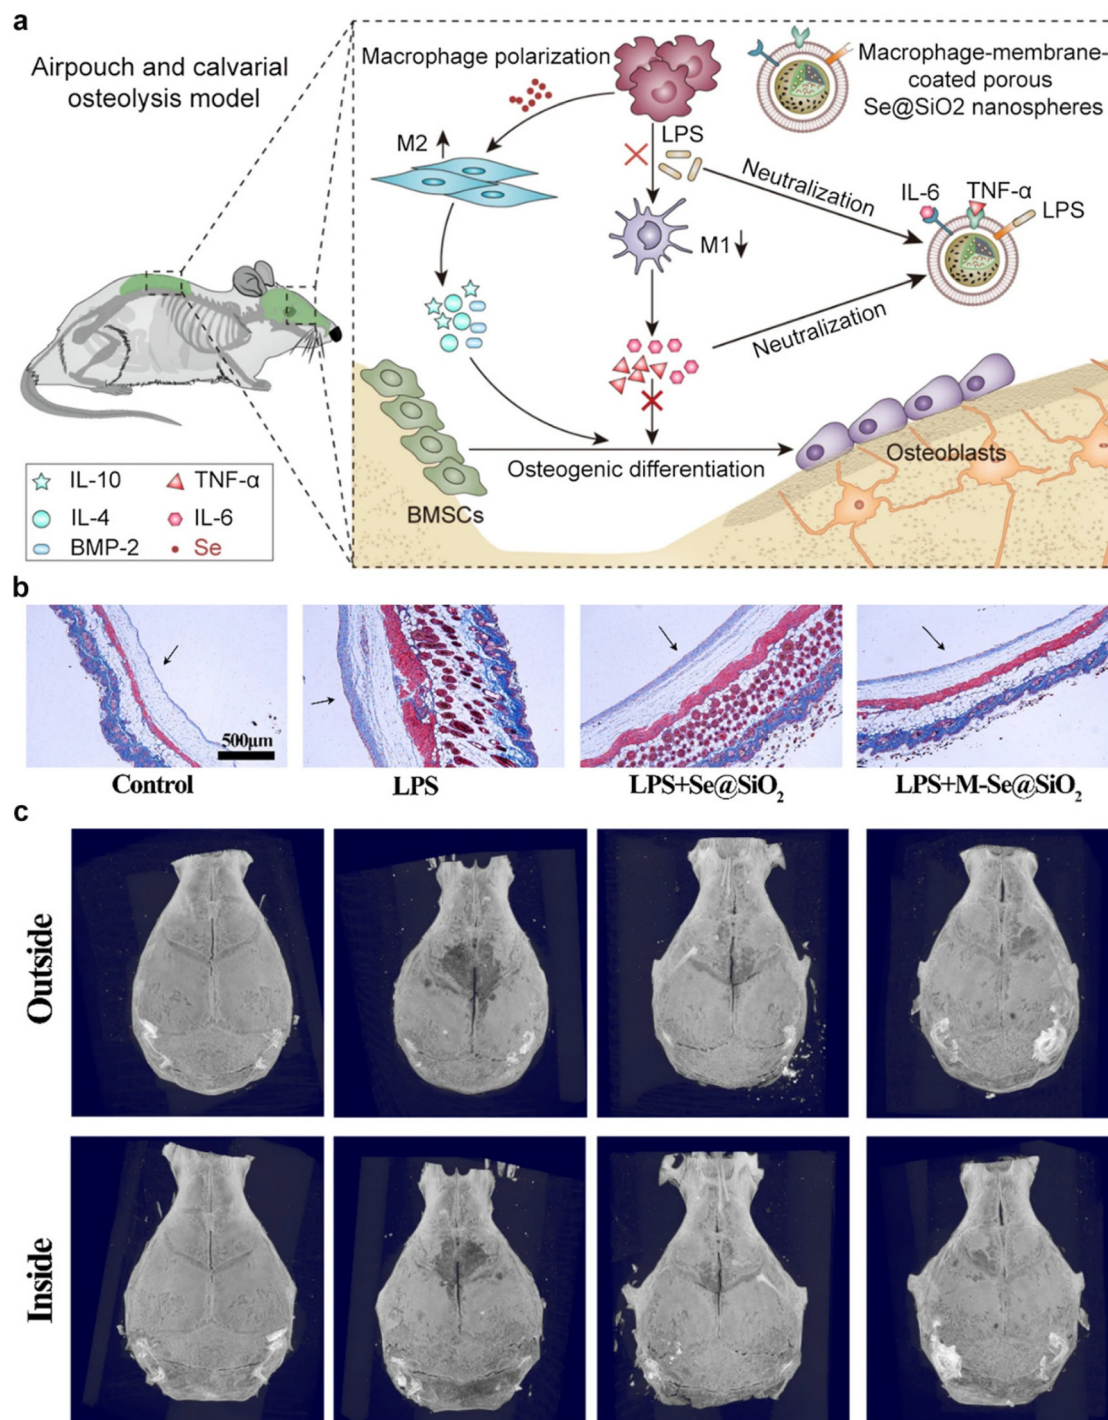 a
Airpouch and calvarial
osteolysis model
Macrophage polarization
Macrophage-membrane-
coated porous
Se@SiO2 nanospheres
M2
LPS
Neutralization
IL-6
TNF-α
LPS
M1
Neutralization
Osteogenic differentiation
BMSCs
Osteoblasts
IL-10
TNF-α
IL-4
IL-6
BMP-2
Se
b
500μm
Control
LPS
LPS+Se@SiO₂
LPS+M-Se@SiO₂
c
Outside
Inside